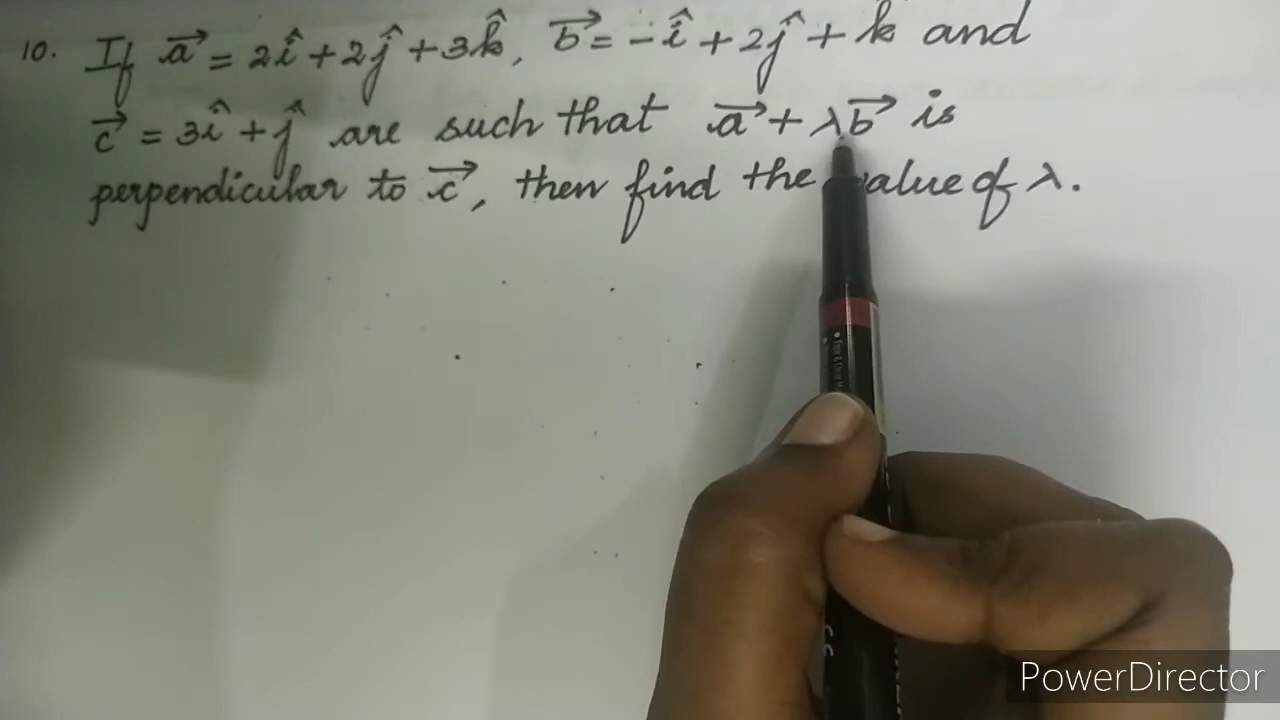 10. If a⃗ = 2î + 2ĵ + 3k̂, b⃗ = -î + 2ĵ + k and
c⃗ = 3î + ĵ are such that a⃗ + λb⃗ is
perpendicular to c⃗, then find the value of λ.
PowerDirector